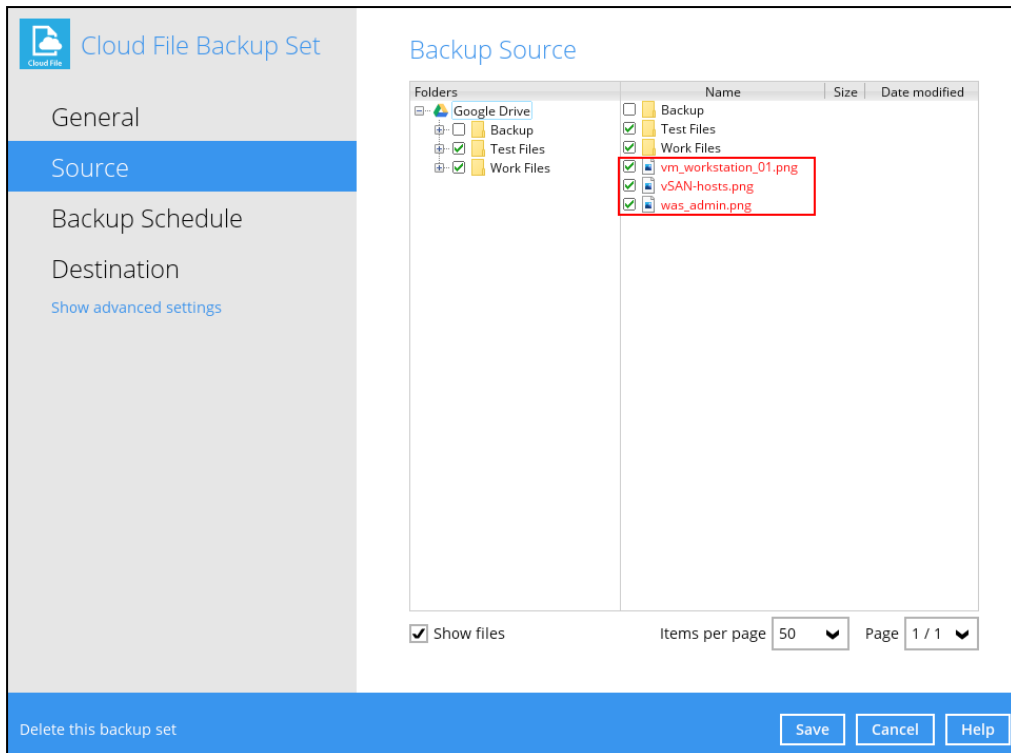 Cloud File
Cloud File Backup Set
General
Source
Backup Schedule
Destination
Show advanced settings
Backup Source
Folders
Google Drive
Backup
Test Files
Work Files
Name Size Date modified
Backup
Test Files
Work Files
vm_workstation_01.png
vSAN-hosts.png
was_admin.png
Show files
Items per page 50 Page 1 / 1
Delete this backup set
Save Cancel Help